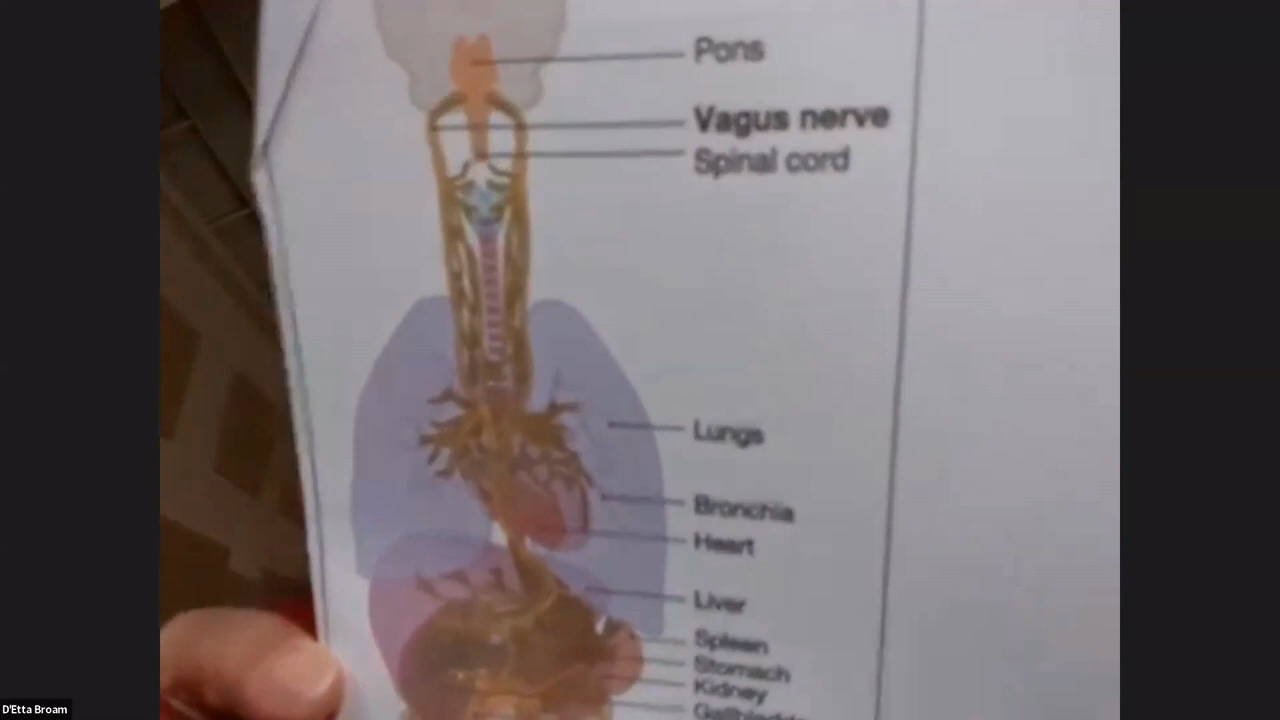 Pons
Vagus nerve
Spinal cord
Lungs
Bronchia
Heart
Liver
Spleen
Stomach
Kidney
D'Etta Broam